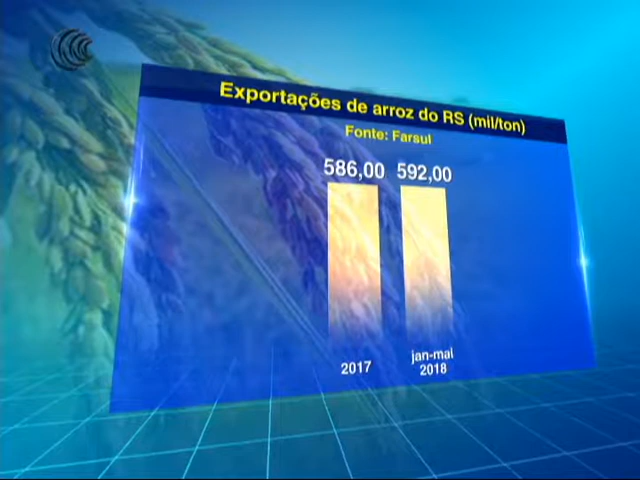 Exportações de arroz do RS (mil/ton)
Fonte: Farsul
586,00 592,00
2017
jan-mai
2018